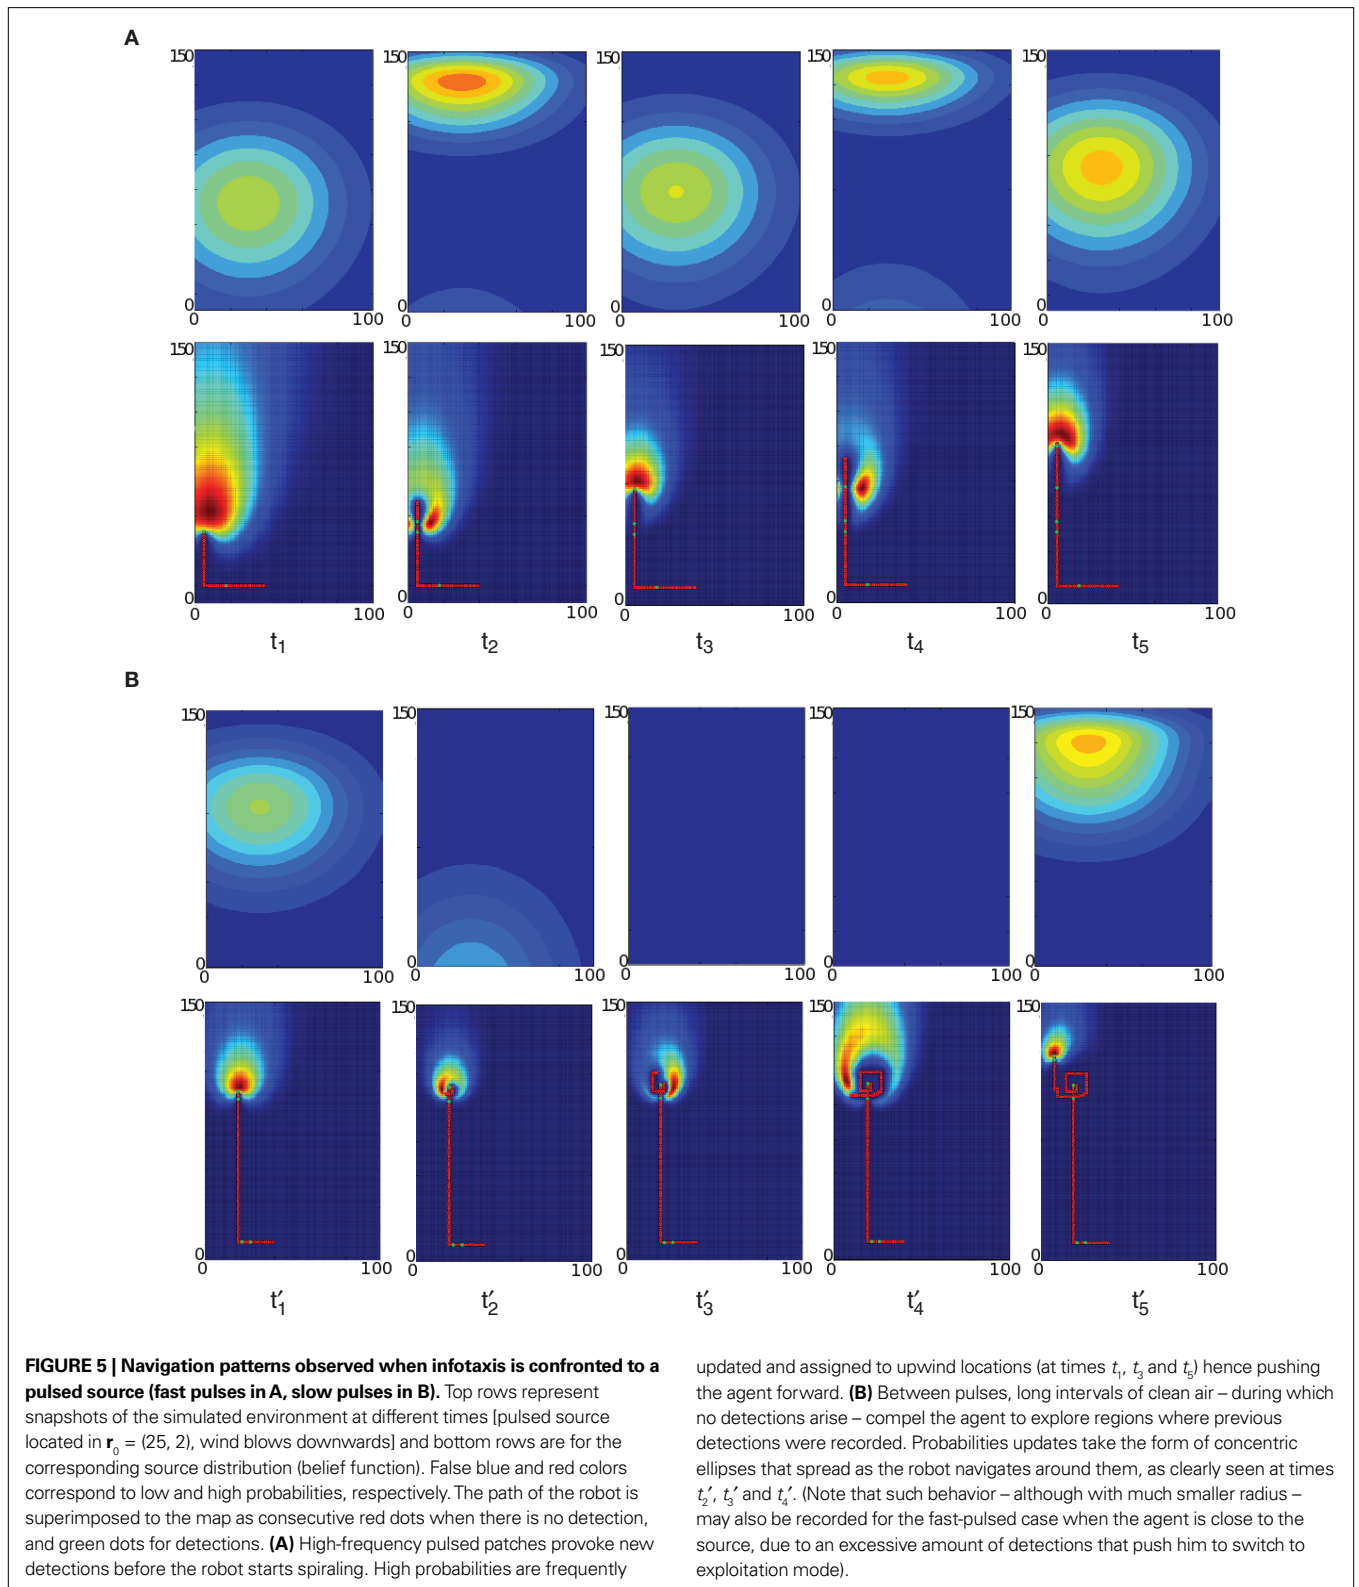 A
150 150 150 150 150
0 0 0 0 0
0 100 0 100 0 100 0 100 0 100
150 150 150 150 150
0 0 0 0 0
0 100 0 100 0 100 0 100 0 100
t1 t2 t3 t4 t5
B
150 150 150 150 150
0 0 0 0 0
0 100 0 100 0 100 0 100 0 100
150 150 150 150 150
0 0 0 0 0
0 100 0 100 0 100 0 100 0 100
t′1 t′2 t′3 t′4 t′5
FIGURE 5 | Navigation patterns observed when infotaxis is confronted to a
pulsed source (fast pulses in A, slow pulses in B). Top rows represent
snapshots of the simulated environment at different times [pulsed source
located in r0 = (25, 2), wind blows downwards] and bottom rows are for the
corresponding source distribution (belief function). False blue and red colors
correspond to low and high probabilities, respectively. The path of the robot is
superimposed to the map as consecutive red dots when there is no detection,
and green dots for detections. (A) High-frequency pulsed patches provoke new
detections before the robot starts spiraling. High probabilities are frequently
updated and assigned to upwind locations (at times t1, t3 and t5) hence pushing
the agent forward. (B) Between pulses, long intervals of clean air – during which
no detections arise – compel the agent to explore regions where previous
detections were recorded. Probabilities updates take the form of concentric
ellipses that spread as the robot navigates around them, as clearly seen at times
t2′, t3′ and t4′. (Note that such behavior – although with much smaller radius –
may also be recorded for the fast-pulsed case when the agent is close to the
source, due to an excessive amount of detections that push him to switch to
exploitation mode).